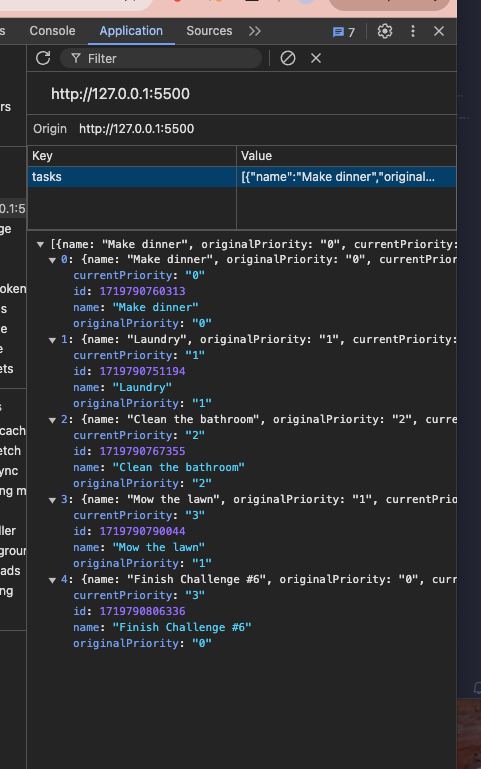 s Console Application Sources >> 7
Filter
http://127.0.0.1:5500
rs
Origin http://127.0.0.1:5500
Key Value
tasks [{"name":"Make dinner","original...
0.1:5
ge
oken
s
e
e
ets
s
cach
etch
ync
ng m
ller
grour
ads
ng
[{name: "Make dinner", originalPriority: "0", currentPriority:
0: {name: "Make dinner", originalPriority: "0", currentPrior
currentPriority: "0"
id: 1719790760313
name: "Make dinner"
originalPriority: "0"
1: {name: "Laundry", originalPriority: "1", currentPriority:
currentPriority: "1"
id: 1719790751194
name: "Laundry"
originalPriority: "1"
2: {name: "Clean the bathroom", originalPriority: "2", curre
currentPriority: "2"
id: 1719790767355
name: "Clean the bathroom"
originalPriority: "2"
3: {name: "Mow the lawn", originalPriority: "1", currentPrio
currentPriority: "3"
id: 1719790790044
name: "Mow the lawn"
originalPriority: "1"
4: {name: "Finish Challenge #6", originalPriority: "0", curr
currentPriority: "3"
id: 1719790806336
name: "Finish Challenge #6"
originalPriority: "0"